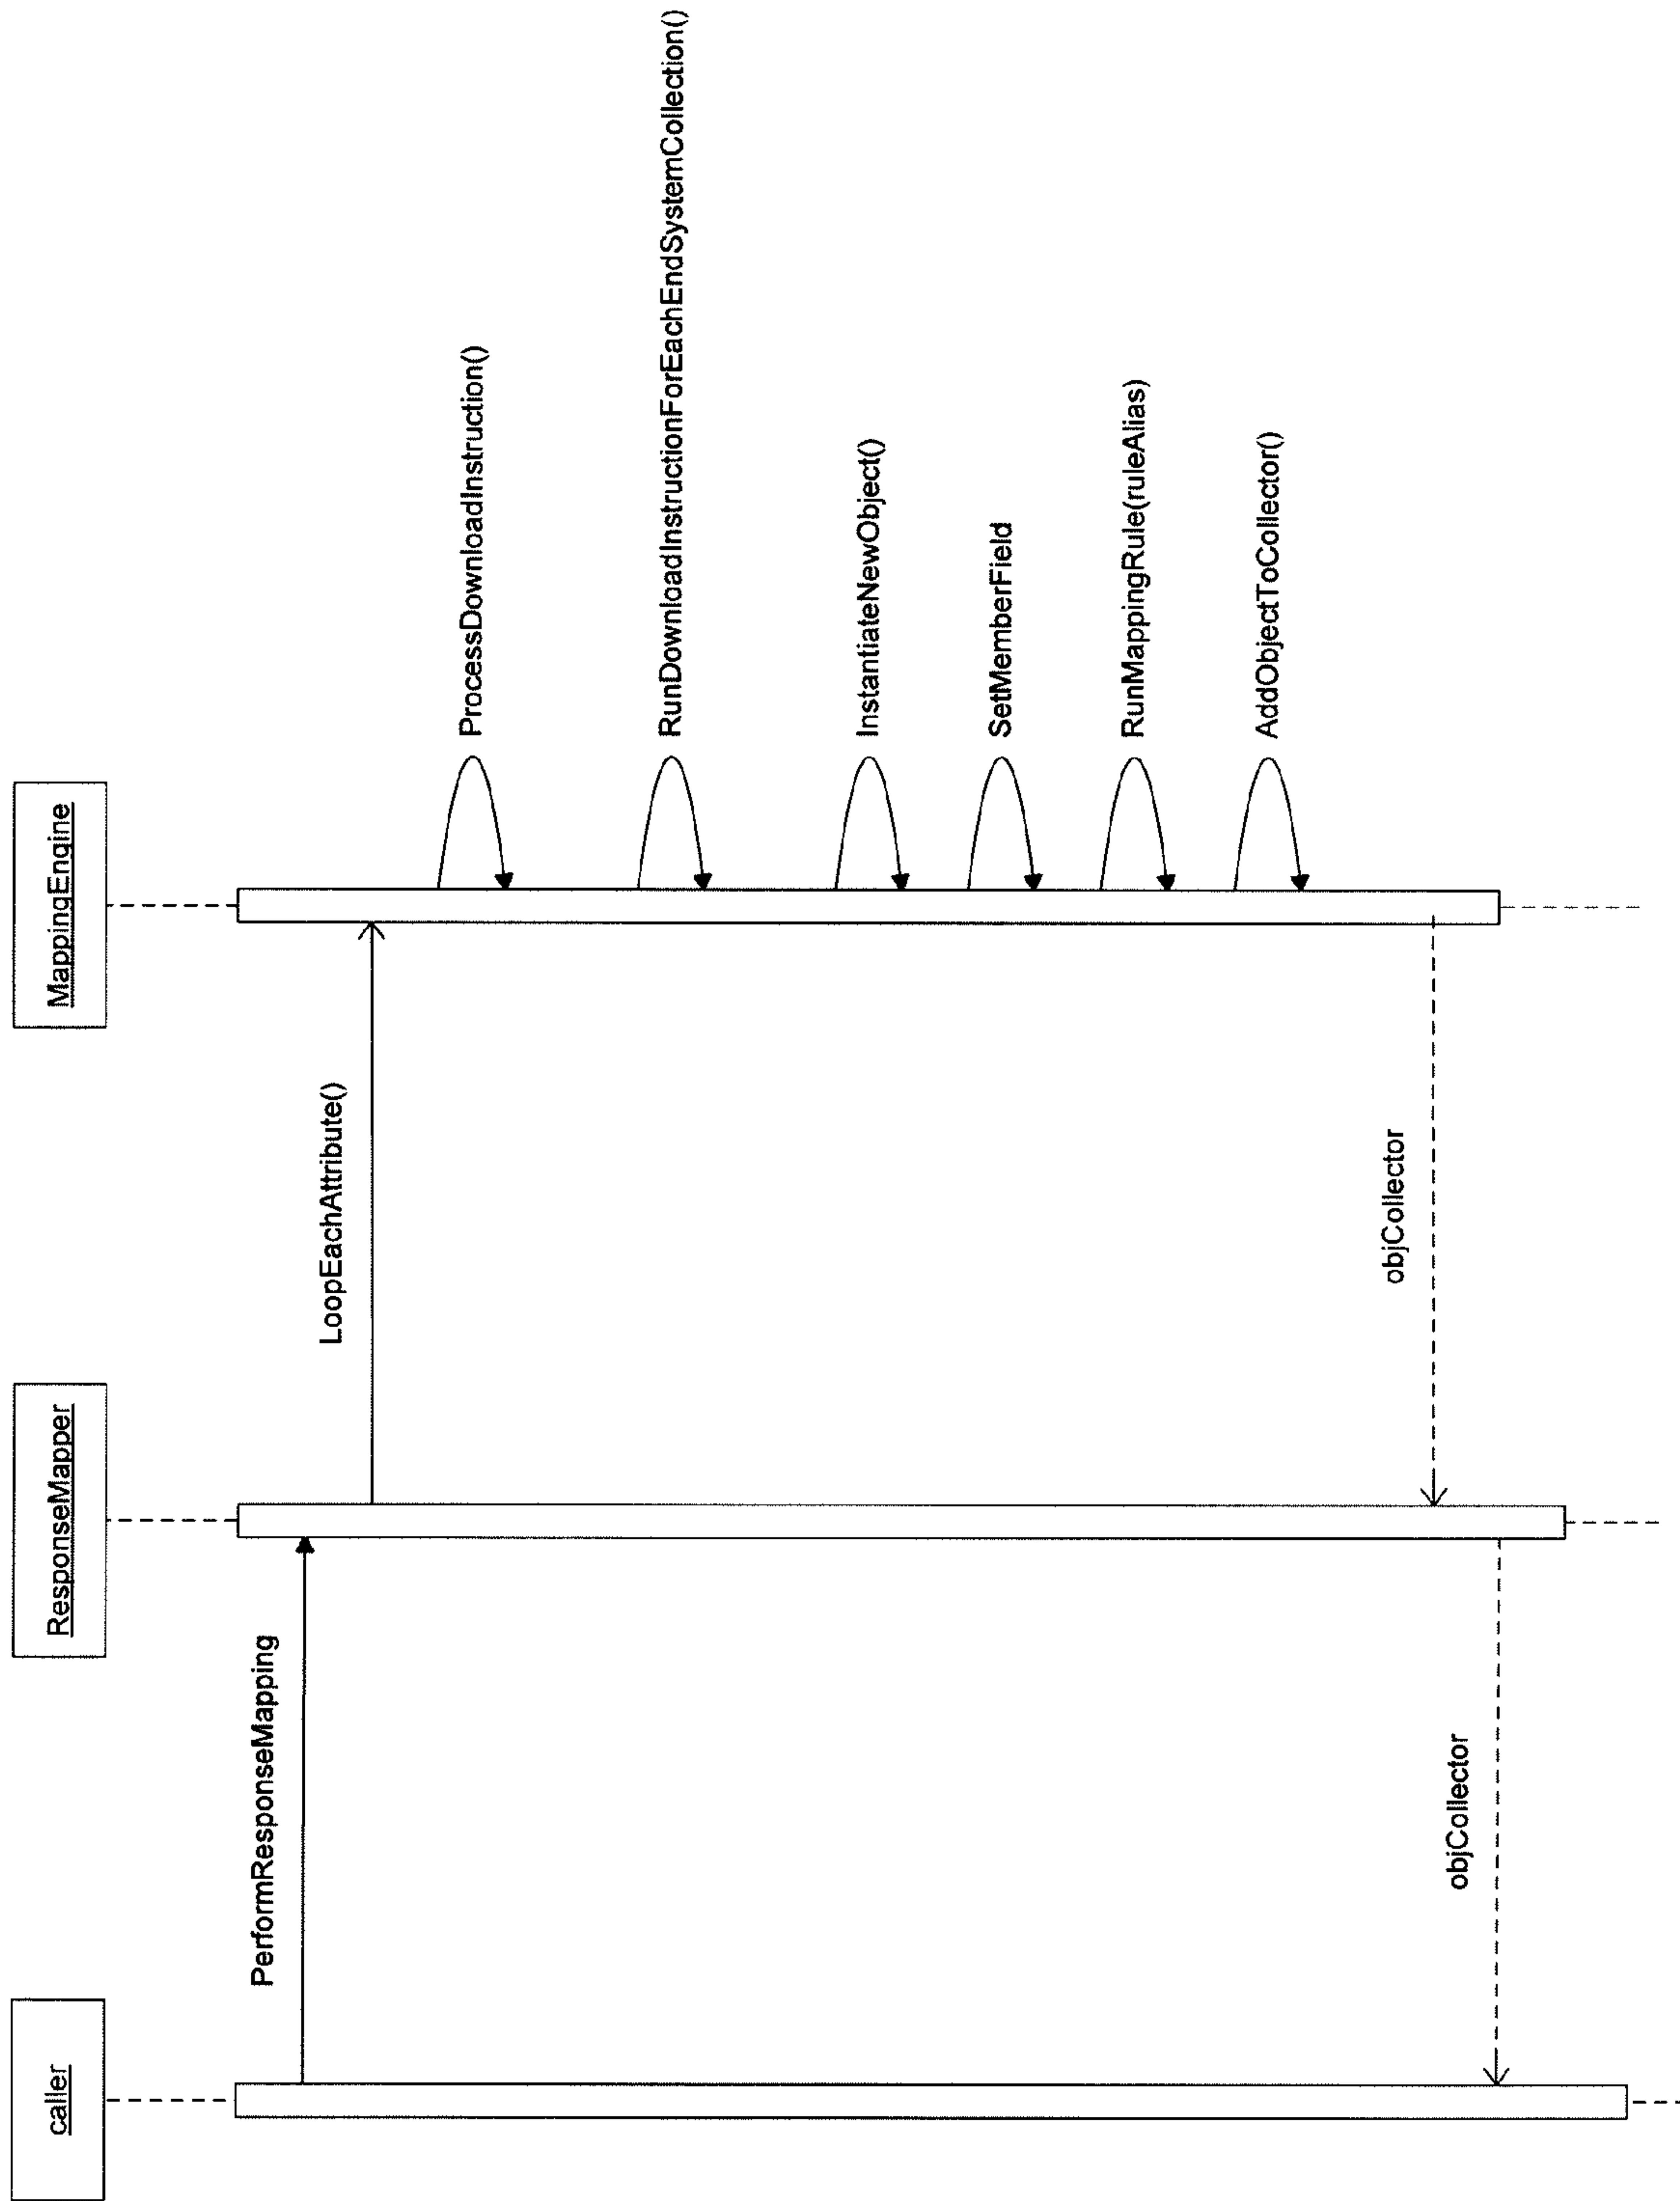 caller
ResponseMapper
MappingEngine
PerformResponseMapping
LoopEachAttribute()
ProcessDownloadInstruction()
RunDownloadInstructionForEachEndSystemCollection()
InstantiateNewObject()
SetMemberField
RunMappingRule(ruleAlias)
AddObjectToCollector()
objCollector
objCollector